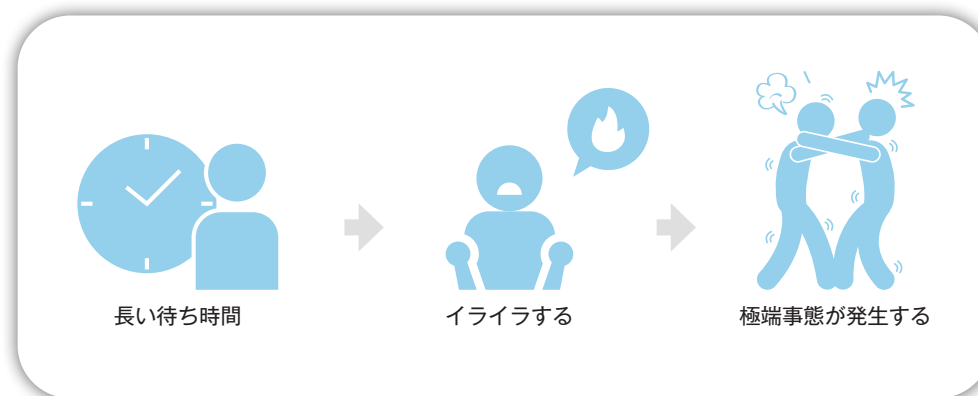 長い待ち時間
イライラする
極端事態が発生する